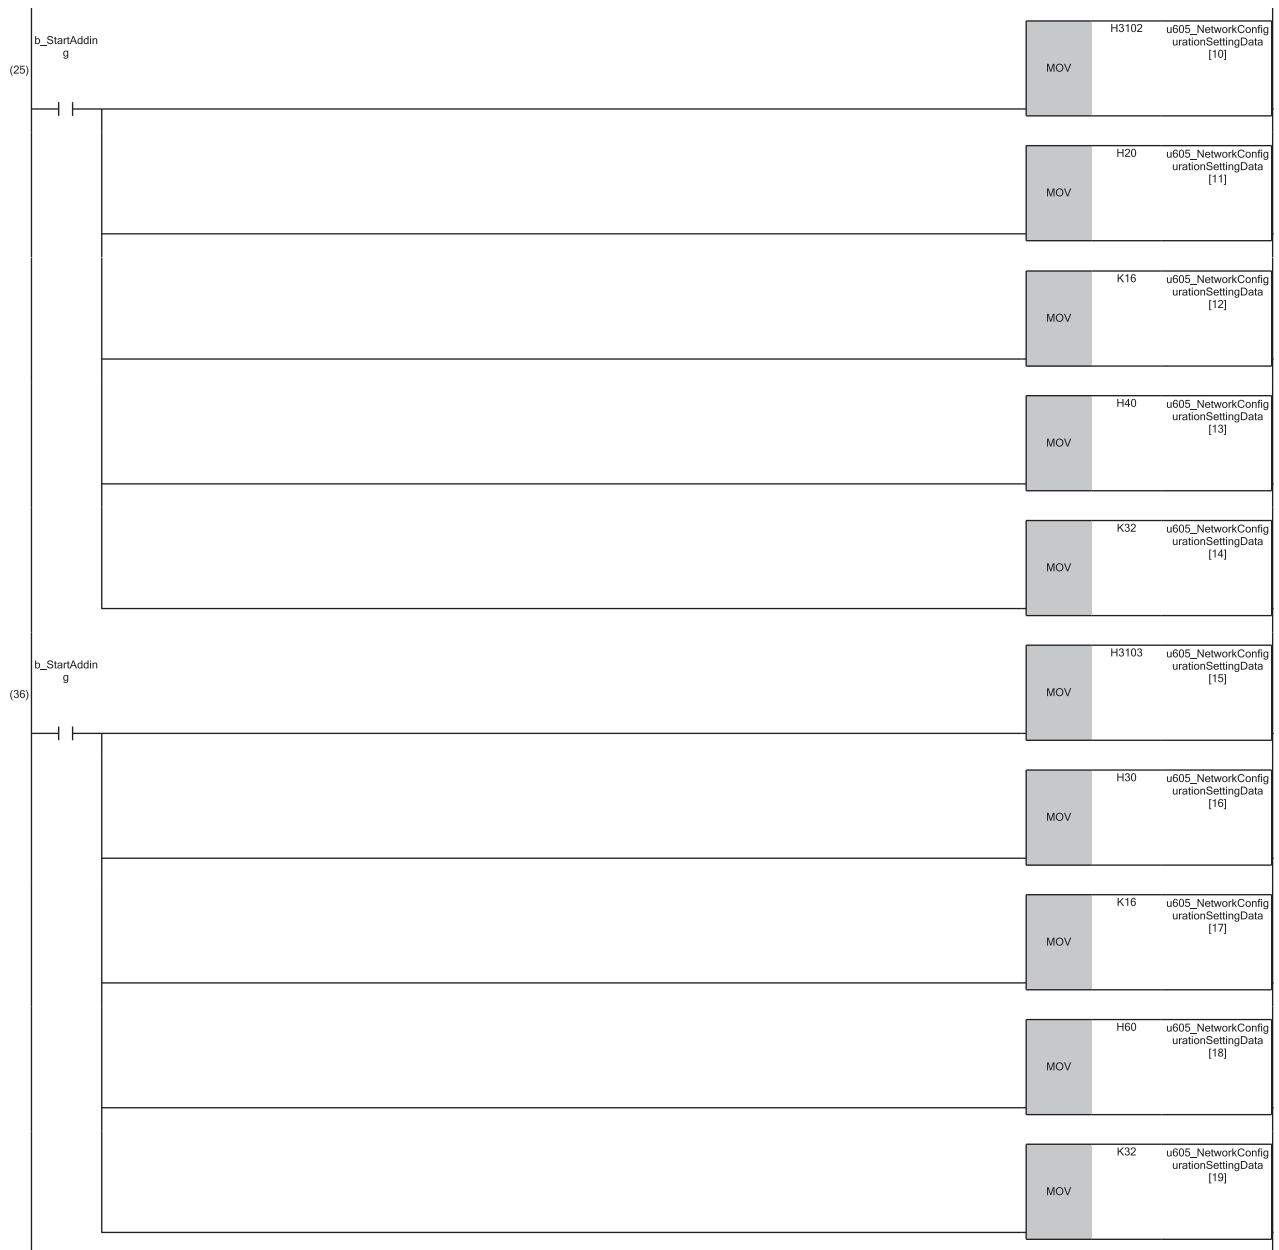 b_StartAddin
g
(25)
MOV
H3102
u605_NetworkConfig
urationSettingData
[10]
MOV
H20
u605_NetworkConfig
urationSettingData
[11]
MOV
K16
u605_NetworkConfig
urationSettingData
[12]
MOV
H40
u605_NetworkConfig
urationSettingData
[13]
MOV
K32
u605_NetworkConfig
urationSettingData
[14]
b_StartAddin
g
(36)
MOV
H3103
u605_NetworkConfig
urationSettingData
[15]
MOV
H30
u605_NetworkConfig
urationSettingData
[16]
MOV
K16
u605_NetworkConfig
urationSettingData
[17]
MOV
H60
u605_NetworkConfig
urationSettingData
[18]
MOV
K32
u605_NetworkConfig
urationSettingData
[19]